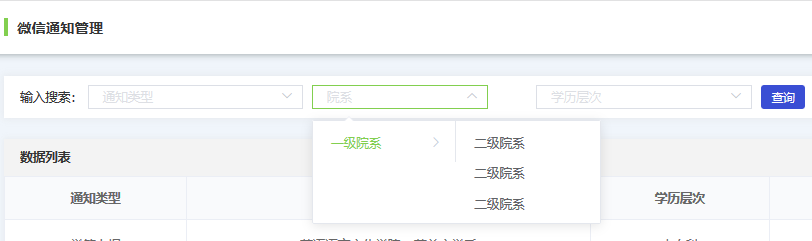 微信通知管理
输入搜索： 通知类型 院系 学历层次 查询
一级院系 二级院系
二级院系
二级院系
数据列表
通知类型 学历层次